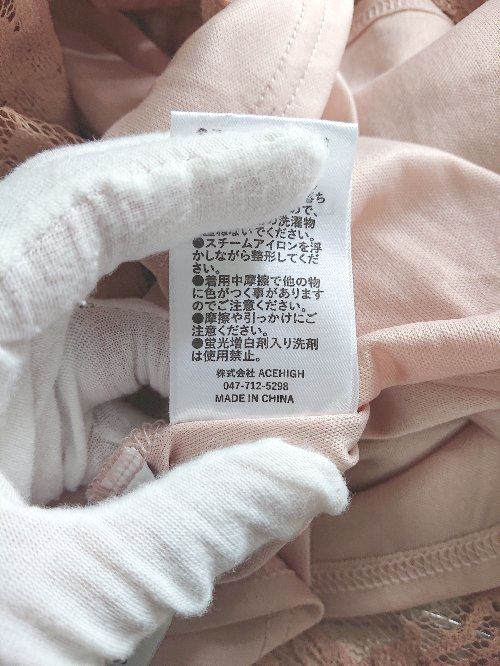 ち
ので、
の洗濯物
ねないでください。
●スチームアイロンを浮
かしながら整形してくだ
さい。
●着用中摩擦で他の物
に色がつく事があります
のでご注意ください。
●摩擦や引っかけにご
注意ください。
●蛍光増白剤入り洗剤
は使用禁止。
株式会社 ACEHIGH
047-712-5298
MADE IN CHINA